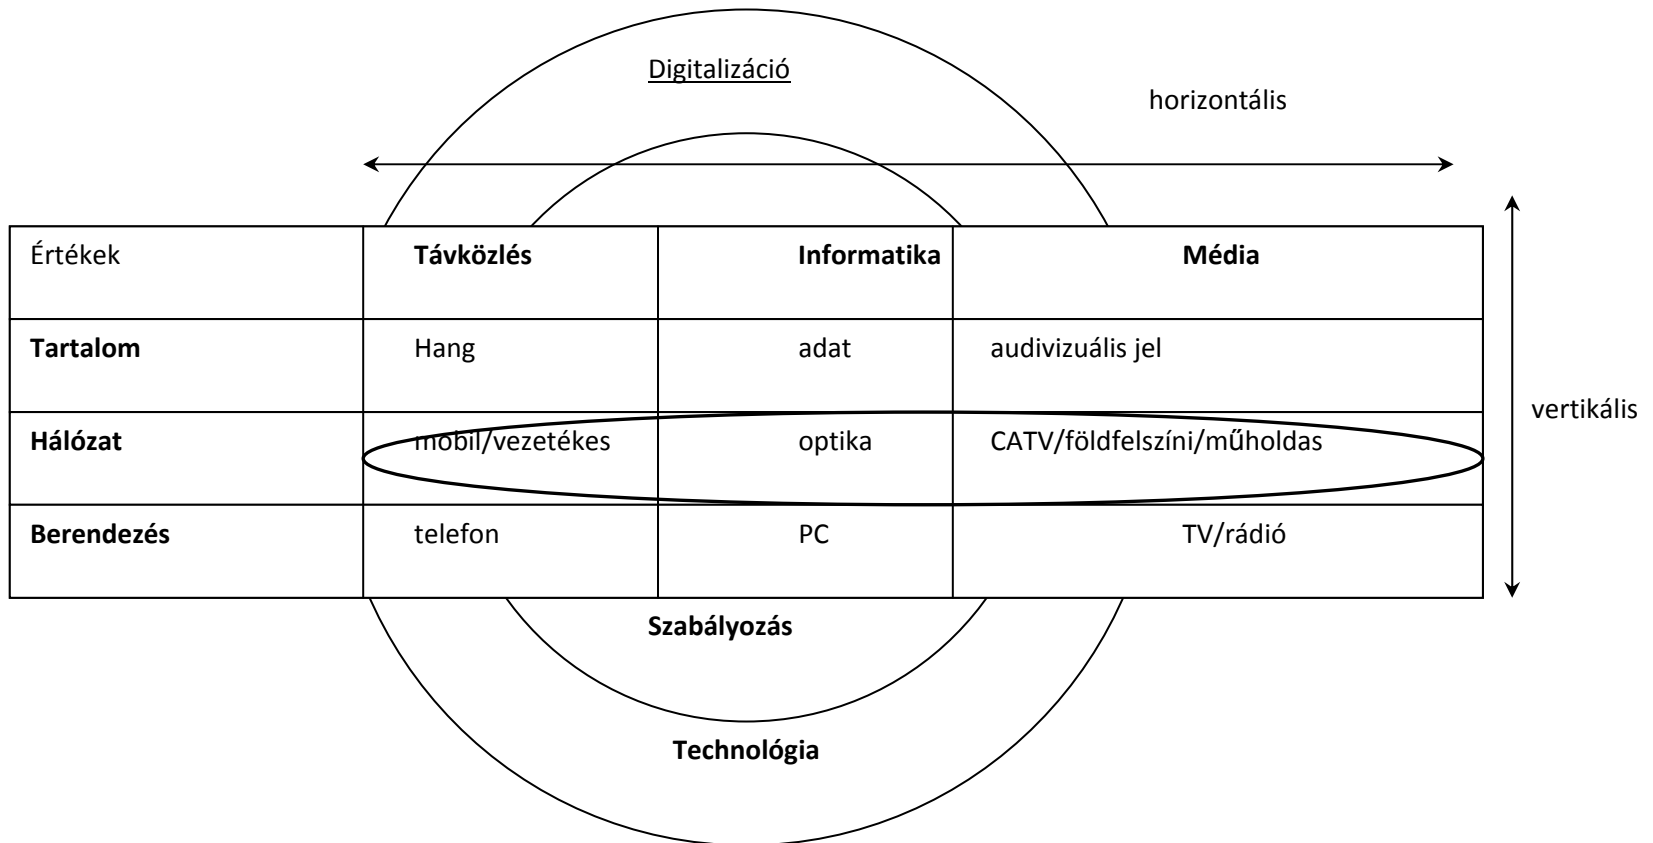 Digitalizáció
horizontális
Értékek Távközlés Informatika Média
Tartalom Hang adat audivizuális jel
vertikális
Hálózat mobil/vezetékes optika CATV/földfelszíni/műholdas
Berendezés telefon PC TV/rádió
Szabályozás
Technológia